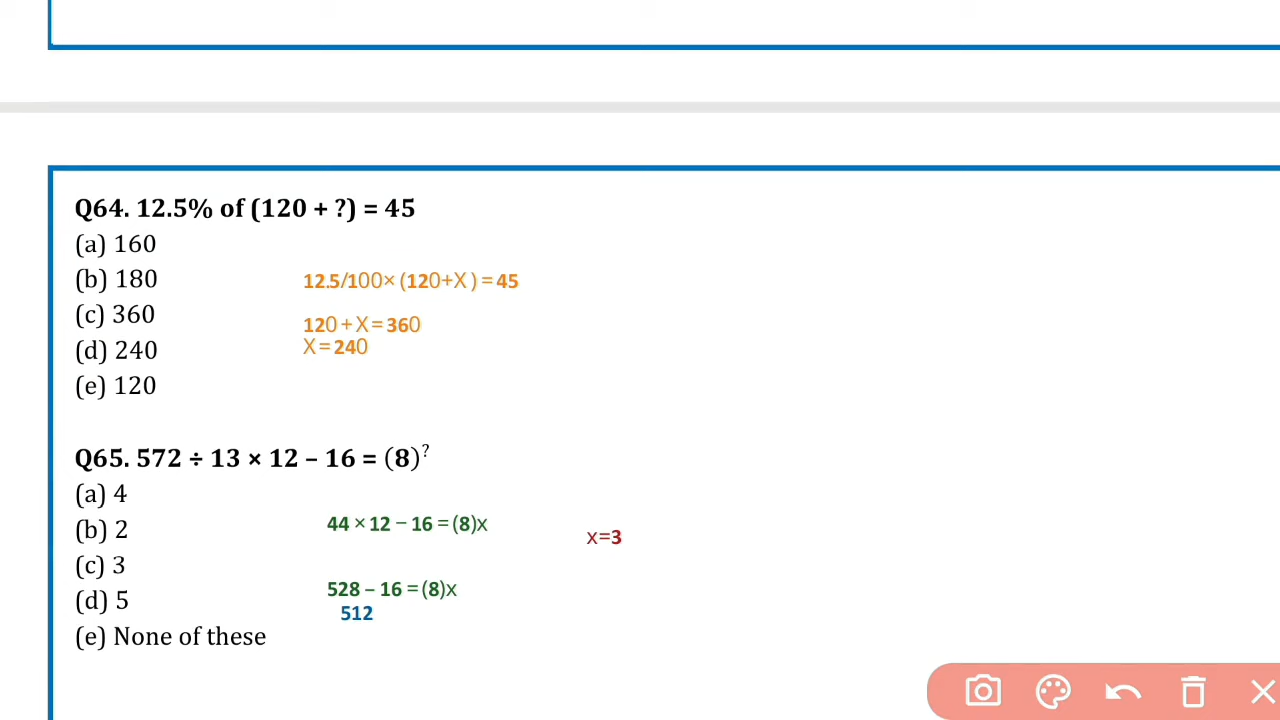 Q64. 12.5% of (120 + ?) = 45
(a) 160
(b) 180
(c) 360
(d) 240
(e) 120
12.5/100× (120+X ) = 45
120 + X = 360
X = 240
Q65. 572 ÷ 13 × 12 – 16 = (8)?
(a) 4
(b) 2
(c) 3
(d) 5
(e) None of these
44 × 12 − 16 = (8)x
x=3
528 – 16 = (8)x
512